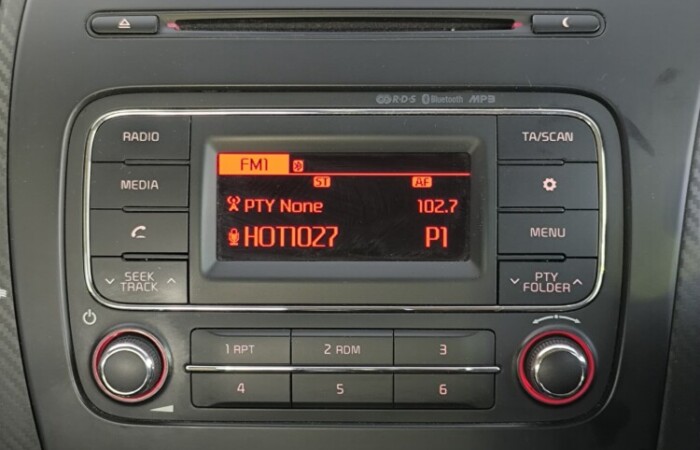 R·D·S Bluetooth MP3
RADIO
TA/SCAN
FM1
MEDIA
ST
AF
PTY None
102.7
HOT1027
P1
MENU
SEEK
TRACK
PTY
FOLDER
1 RPT
2 RDM
3
4
5
6